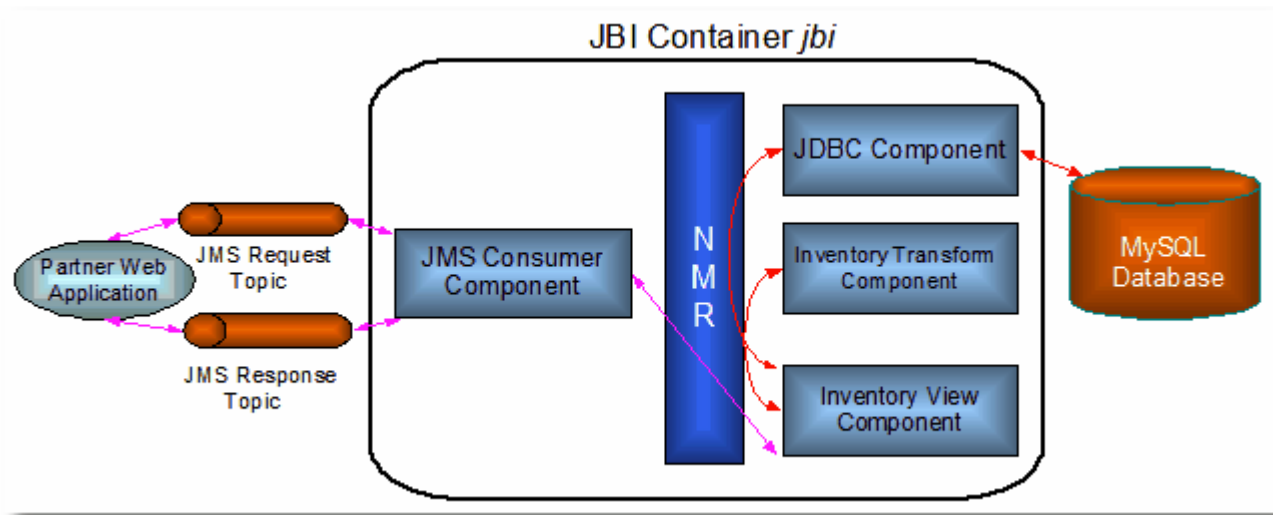 JBI Container jbi
JDBC Component
JMS Request
Topic
Partner Web
Application
JMS Consumer
Component
N
M
R
Inventory Transform
Component
MySQL
Database
JMS Response
Topic
Inventory View
Component